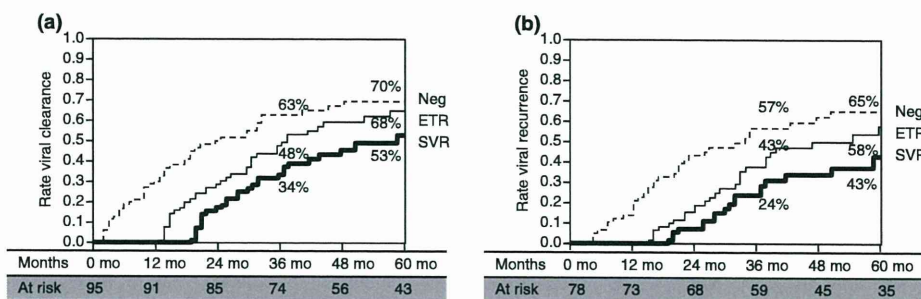 (a)
Rate viral clearance
1.0
0.9
0.8
0.7
0.6
0.5
0.4
0.3
0.2
0.1
0.0
63%
70%
48%
68%
34%
53%
Neg
ETR
SVR
Months 0 mo 12 mo 24 mo 36 mo 48 mo 60 mo
At risk 95 91 85 74 56 43
(b)
Rate viral recurrence
1.0
0.9
0.8
0.7
0.6
0.5
0.4
0.3
0.2
0.1
0.0
57%
65%
43%
58%
24%
43%
Neg
ETR
SVR
Months 0 mo 12 mo 24 mo 36 mo 48 mo 60 mo
At risk 78 73 68 59 45 35